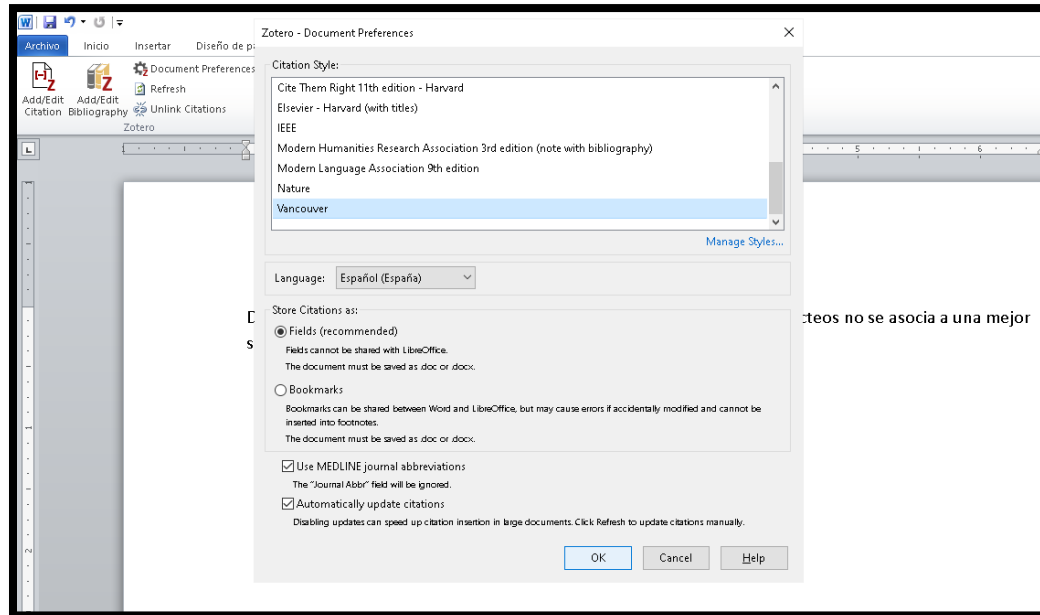 Archivo Inicio Insertar Diseño de
Zotero - Document Preferences
Add/Edit Citation
Add/Edit Bibliography
Document Preferences
Refresh
Unlink Citations
Zotero
Citation Style:
Cite Them Right 11th edition - Harvard
Elsevier - Harvard (with titles)
IEEE
Modern Humanities Research Association 3rd edition (note with bibliography)
Modern Language Association 9th edition
Nature
Vancouver
Manage Styles...
Language: Español (España)
Store Citations as:
Fields (recommended)
Fields cannot be shared with LibreOffice.
The document must be saved as .doc or .docx.
Bookmarks
Bookmarks can be shared between Word and LibreOffice, but may cause errors if accidentally modified and cannot be
inserted into footnotes.
The document must be saved as .doc or .docx.
Use MEDLINE journal abbreviations
The "Journal Abbr" field will be ignored.
Automatically update citations
Disabling updates can speed up citation insertion in large documents. Click Refresh to update citations manually.
OK Cancel Help
cteos no se asocia a una mejor
5 6